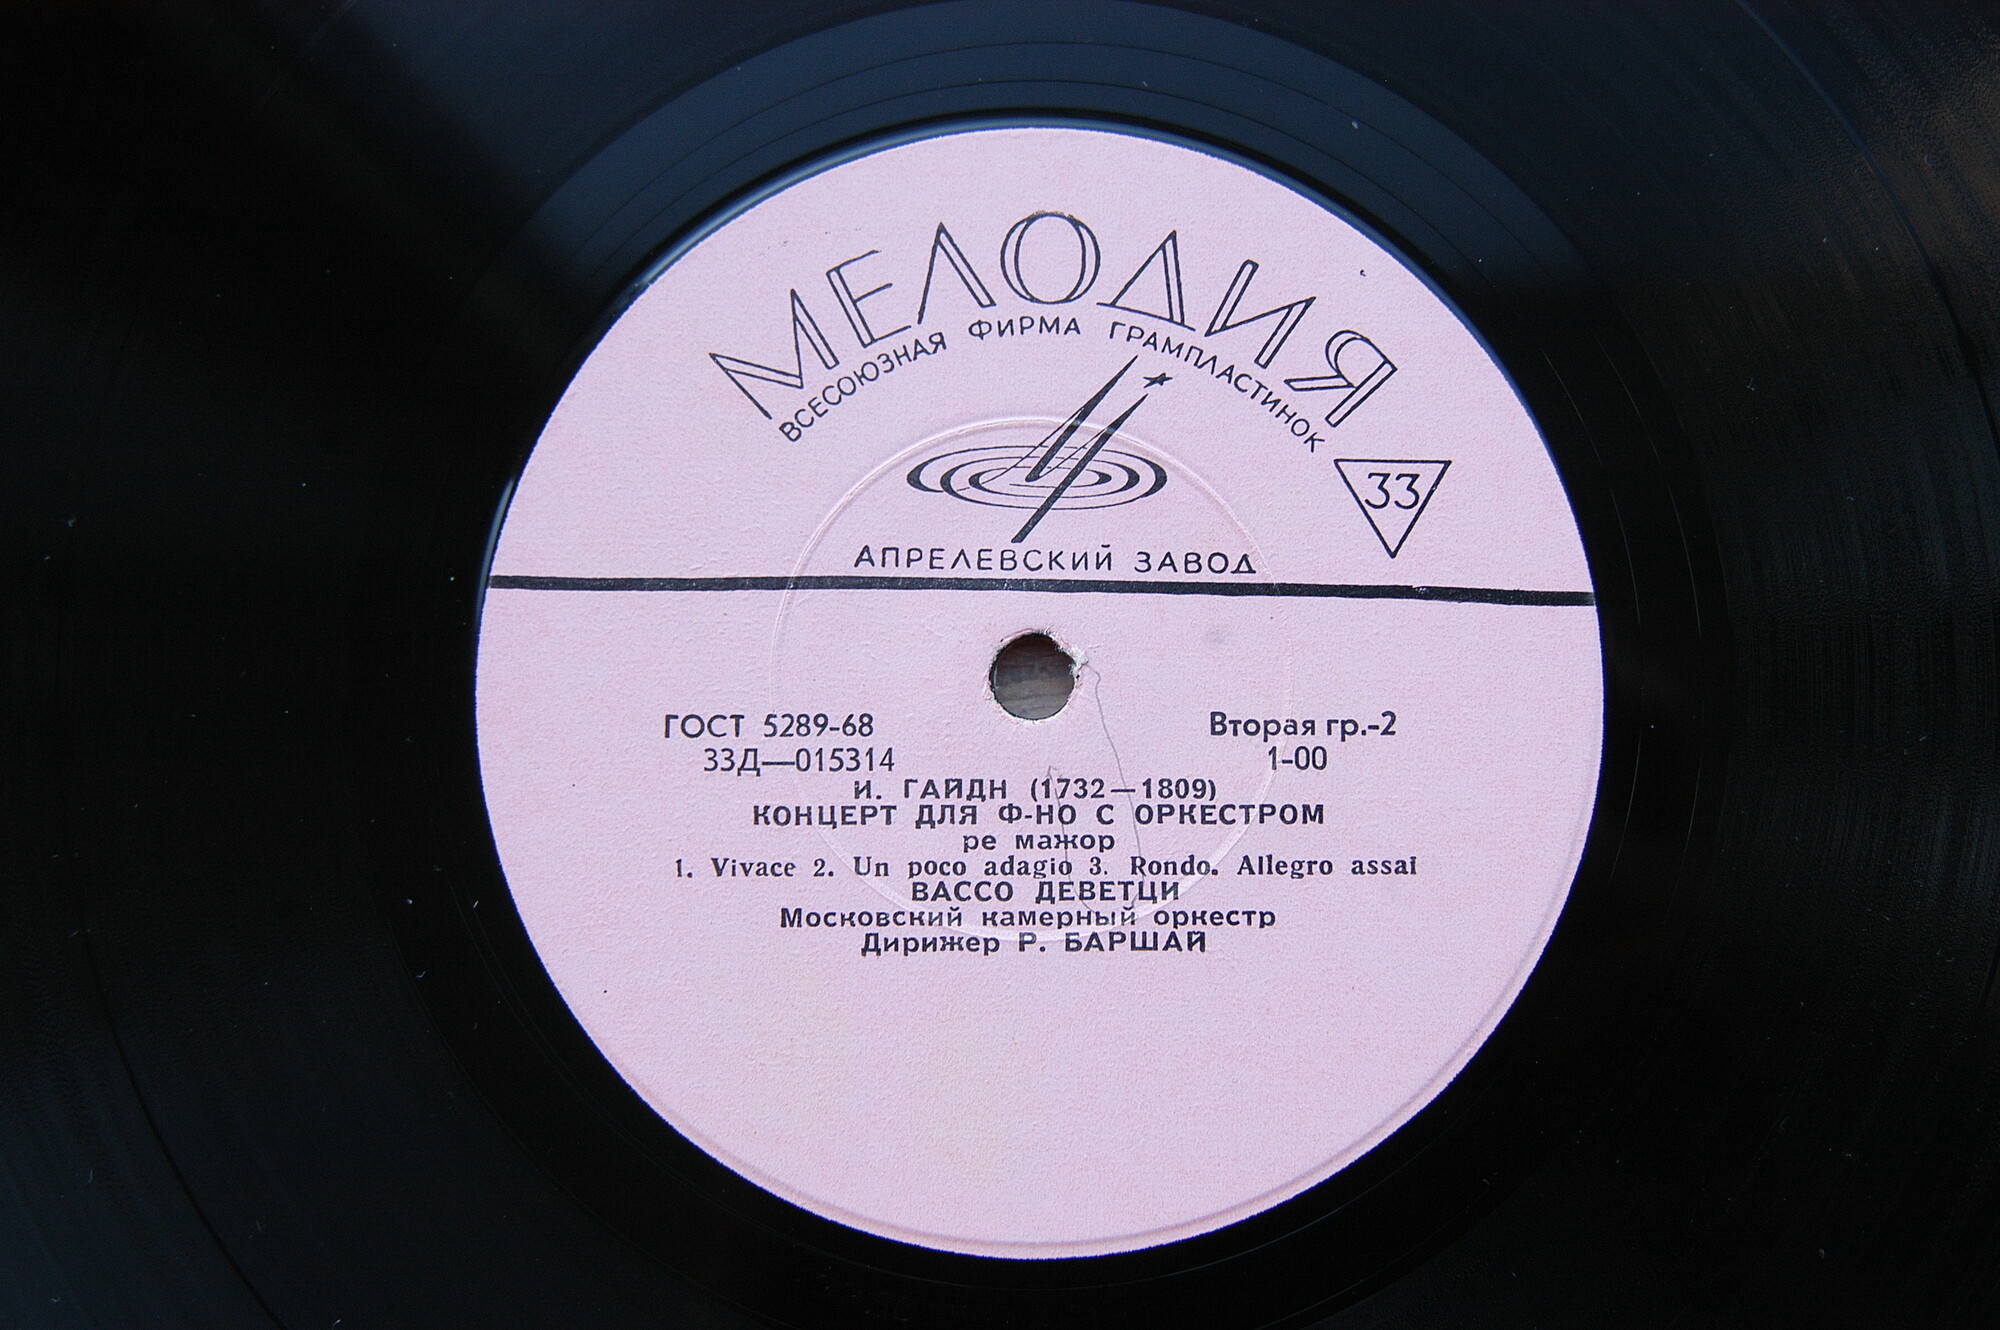 МЕЛОДИЯ
ВСЕСОЮЗНАЯ ФИРМА ГРАМПЛАСТИНОК
33
АПРЕЛЕВСКИЙ ЗАВОД
ГОСТ 5289-68 Вторая гр.-2
33Д—015314 1-00
И. ГАЙДН (1732—1809)
КОНЦЕРТ ДЛЯ Ф-НО С ОРКЕСТРОМ
ре мажор
1. Vivace 2. Un poco adagio 3. Rondo. Allegro assai
ВАССО ДЕВЕТЦИ
Московский камерный оркестр
Дирижер Р. БАРШАЙ